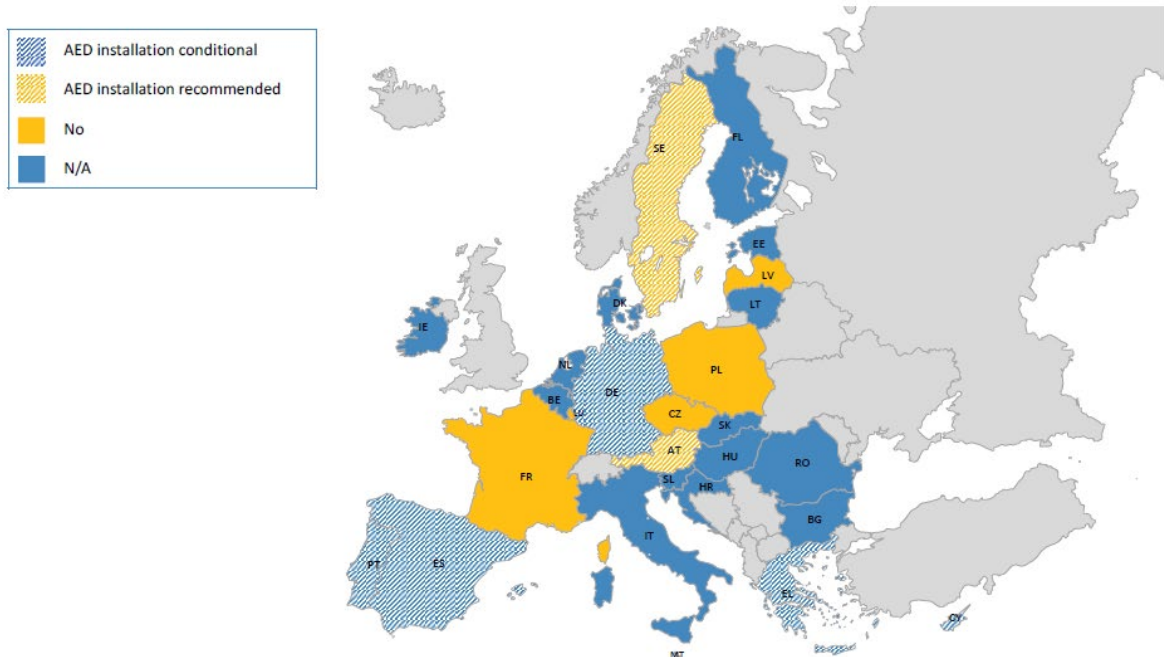 AED installation conditional
AED installation recommended
No
N/A
SE
FL
EE
LV
LT
DK
IE
NL
PL
BE
DE
LU
CZ
SK
AT
HU
RO
FR
SL
HR
BG
IT
PT
ES
EL
CY
MT